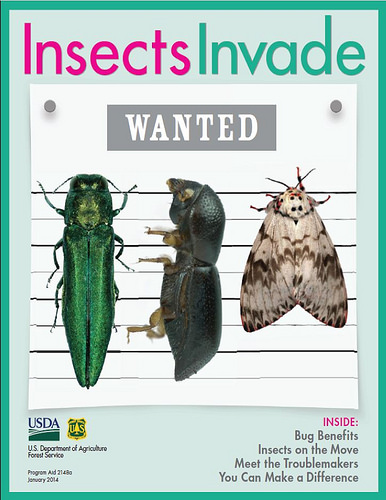 InsectsInvade
WANTED
USDA
UAS
U.S. Department of Agriculture
Forest Service
Program Aid 2148a
January 2014
INSIDE:
Bug Benefits
Insects on the Move
Meet the Troublemakers
You Can Make a Difference